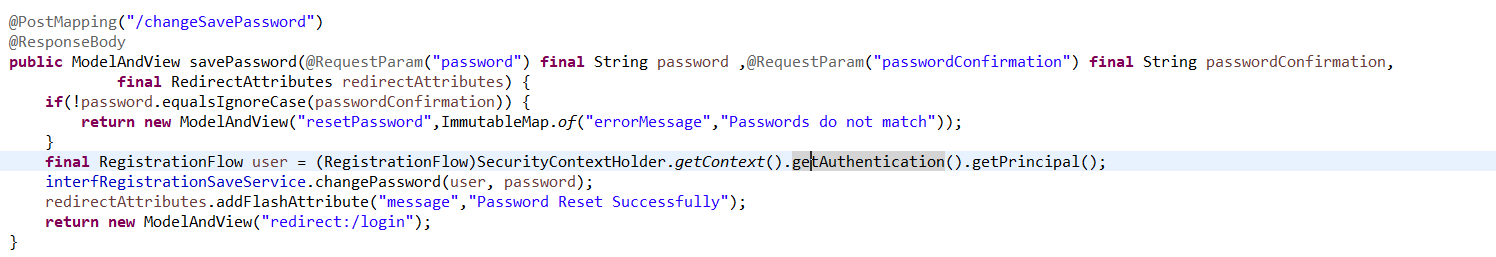 @PostMapping("/changeSavePassword")
@ResponseBody
public ModelAndView savePassword(@RequestParam("password") final String password ,@RequestParam("passwordConfirmation") final String passwordConfirmation,
            final RedirectAttributes redirectAttributes) {
    if(!password.equalsIgnoreCase(passwordConfirmation)) {
        return new ModelAndView("resetPassword",ImmutableMap.of("errorMessage","Passwords do not match"));
    }
    final RegistrationFlow user = (RegistrationFlow)SecurityContextHolder.getContext().getAuthentication().getPrincipal();
    interfRegistrationSaveService.changePassword(user, password);
    redirectAttributes.addFlashAttribute("message","Password Reset Successfully");
    return new ModelAndView("redirect:/login");
}